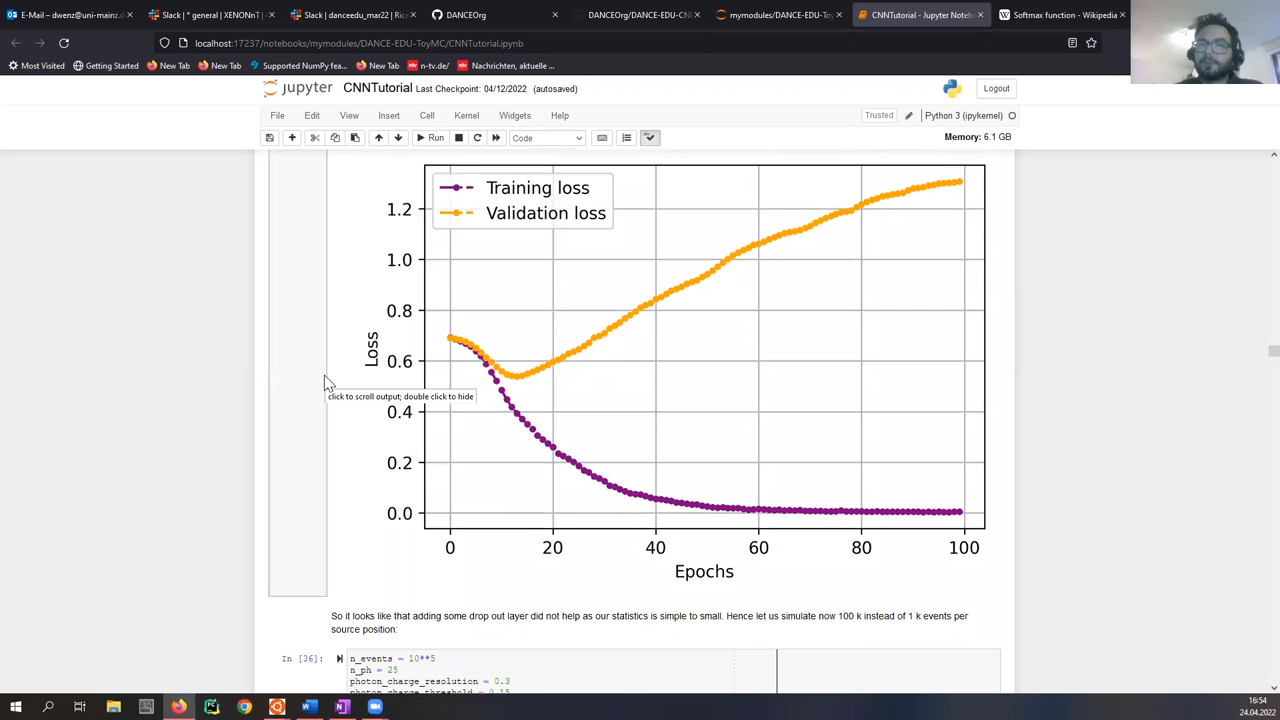 E-Mail – dwenz@uni-mainz.d
Slack | * general | XENONnT |
Slack | danceedu_mar22 | Ric
DANCEOrg
DANCEOrg/DANCE-EDU-CN
mymodules/DANCE-EDU-Toy
CNNTutorial - Jupyter Noteb
Softmax function - Wikipedia
localhost:17237/notebooks/mymodules/DANCE-EDU-ToyMC/CNNTutorial.ipynb
Most Visited Getting Started New Tab New Tab Supported NumPy fea… New Tab n-tv.de/ Nachrichten, aktuelle …
jupyter CNNTutorial Last Checkpoint: 04/12/2022 (autosaved) Logout
File Edit View Insert Cell Kernel Widgets Help Trusted Python 3 (ipykernel)
Run Code Memory: 6.1 GB
Training loss
Validation loss
1.2
1.0
0.8
0.6
0.4
0.2
0.0
Loss
click to scroll output; double click to hide
0 20 40 60 80 100
Epochs
So it looks like that adding some drop out layer did not help as our statistics is simple to small. Hence let us simulate now 100 k instead of 1 k events per
source position:
In [36]: n_events = 10**5
n_ph = 25
photon_charge_resolution = 0.3
photon_charge_threshold = 0.15
16:54
24.04.2022